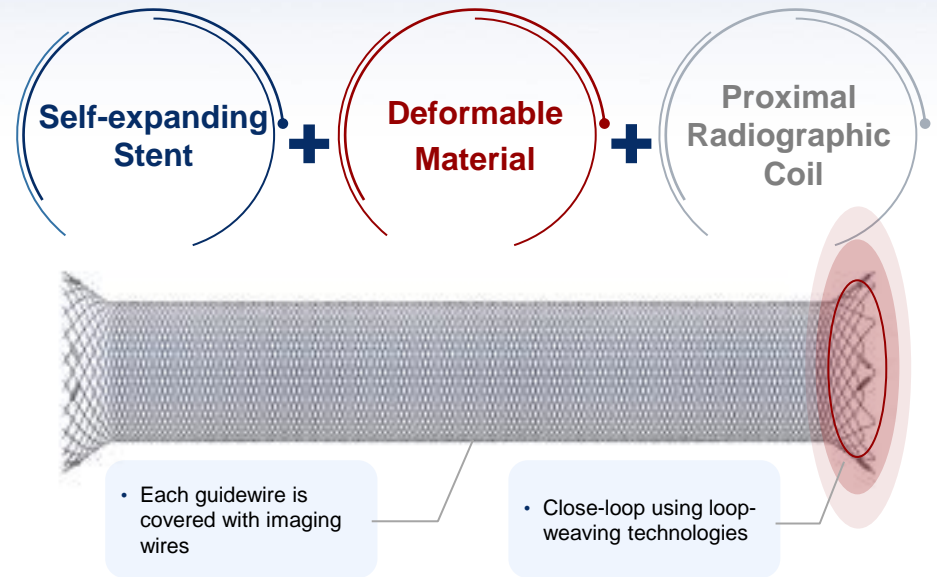 Self-expanding
Stent
Deformable
Material
Proximal
Radiographic
Coil
• Each guidewire is
covered with imaging
wires
• Close-loop using loop-
weaving technologies